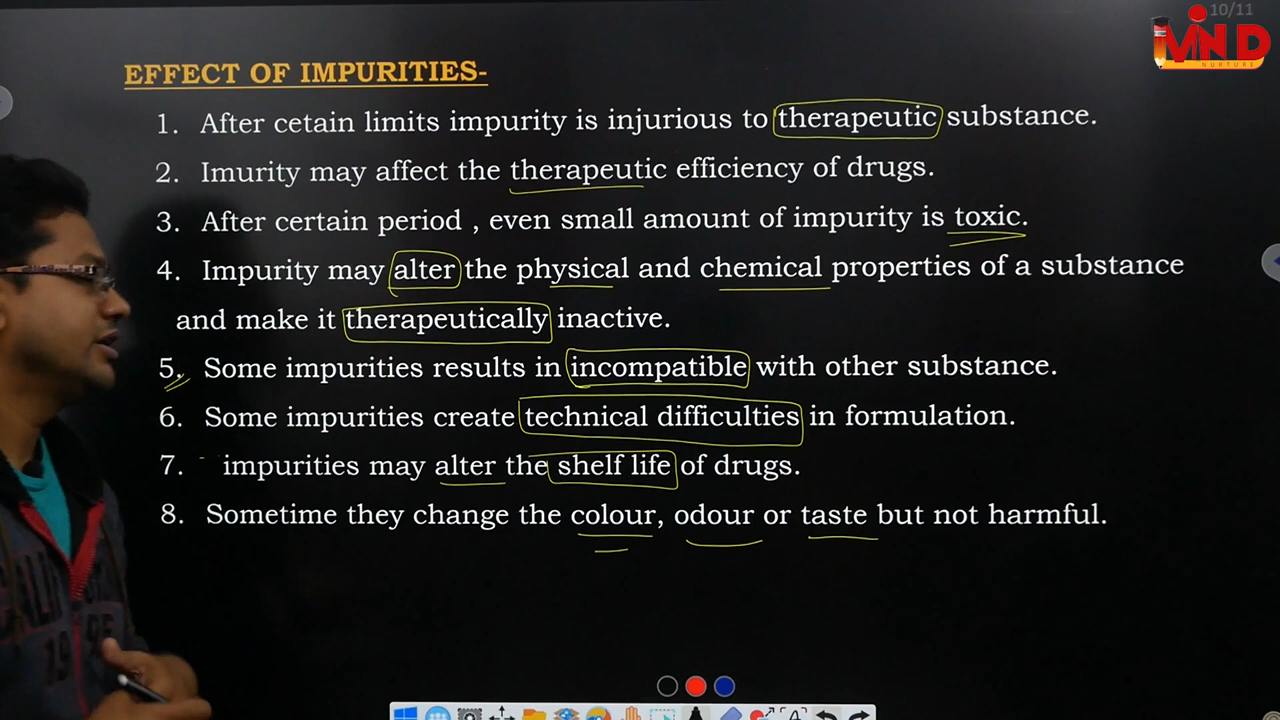 10/11
MIND
NURTURE
EFFECT OF IMPURITIES-
1. After cetain limits impurity is injurious to therapeutic substance.
2. Imurity may affect the therapeutic efficiency of drugs.
3. After certain period , even small amount of impurity is toxic.
4. Impurity may alter the physical and chemical properties of a substance
and make it therapeutically inactive.
5. Some impurities results in incompatible with other substance.
6. Some impurities create technical difficulties in formulation.
7. impurities may alter the shelf life of drugs.
8. Sometime they change the colour, odour or taste but not harmful.